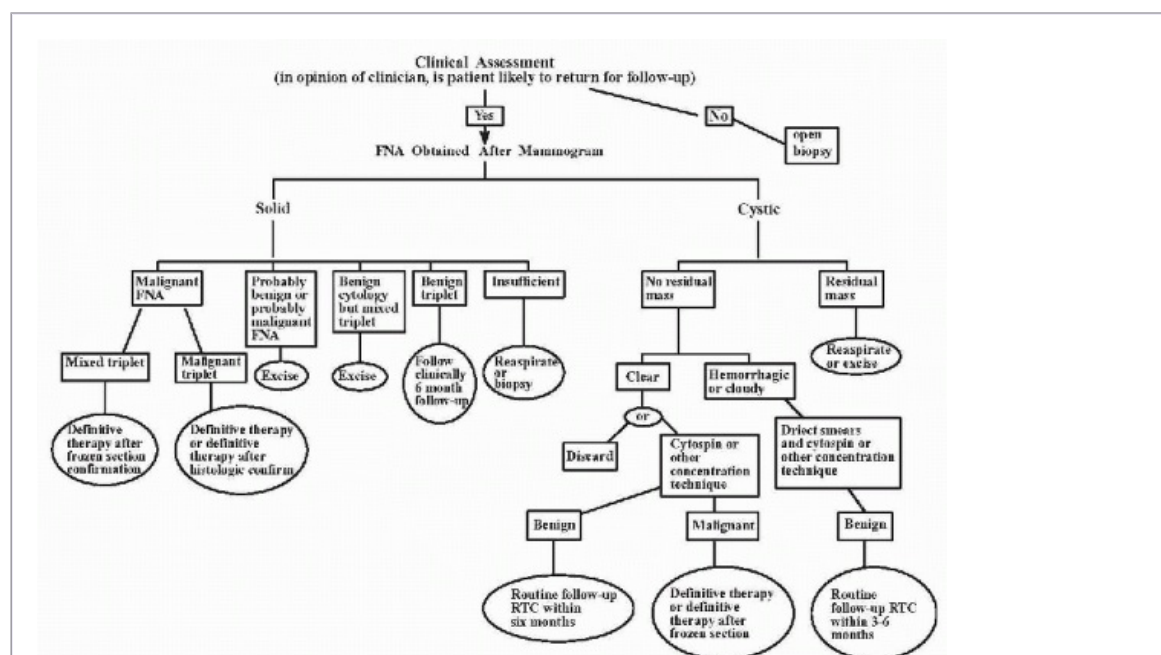 Clinical Assessment
(in opinion of clinician, is patient likely to return for follow-up)
Yes
No
open
biopsy
FNA Obtained After Mammogram
Solid
Cystic
Malignant
FNA
Probably
benign or
probably
malignant
FNA
Benign
cytology
but mixed
triplet
Benign
triplet
Insufficient
No residual
mass
Residual
mass
Mixed triplet
Malignant
triplet
Excise
Excise
Follow
clinically
6 month
follow-up
Reaspirate
or
biopsy
Clear
Hemorrhagic
or cloudy
Reaspirate
or excise
or
Definitive
therapy after
frozen section
confirmation
Definitive therapy
or definitive
therapy after
histologic confirm
Discard
Cytospin or
other
concentration
technique
Driect smears
and cytospin or
other concentration
technique
Benign
Malignant
Benign
Routine follow-up
RTC within
six months
Definitive therapy
or definitive
therapy after
frozen section
Routine
follow-up RTC
within 3-6
months